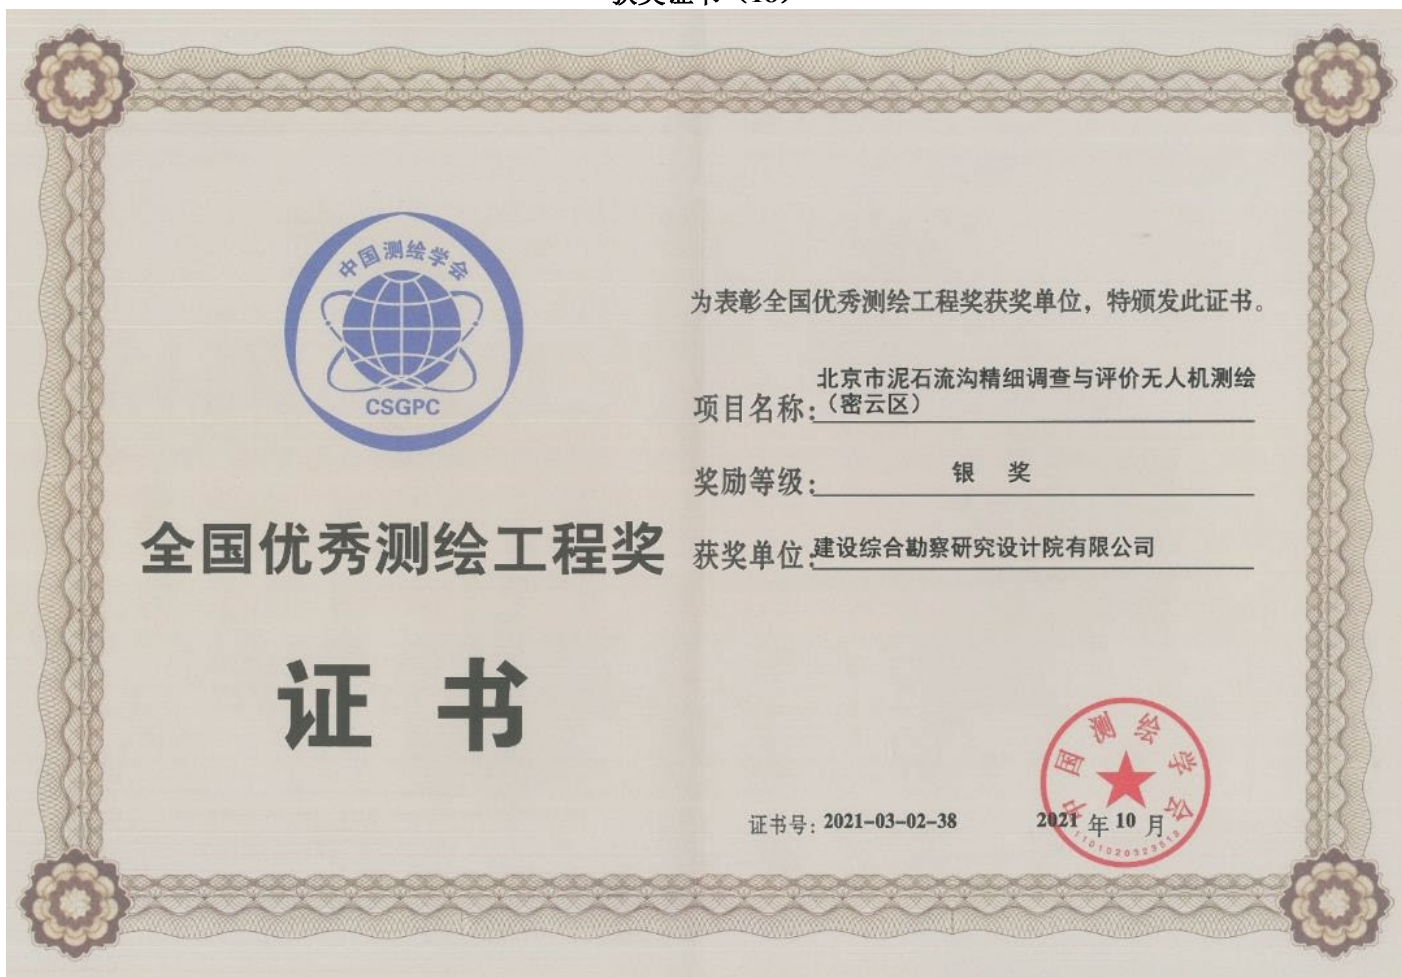 中国测绘学会
CSGPC
全国优秀测绘工程奖
证书
为表彰全国优秀测绘工程奖获奖单位，特颁发此证书。
项目名称：北京市泥石流沟精细调查与评价无人机测绘
（密云区）
奖励等级：银 奖
获奖单位：建设综合勘察研究设计院有限公司
证书号：2021-03-02-38
2021 年 10 月
中国测绘学会